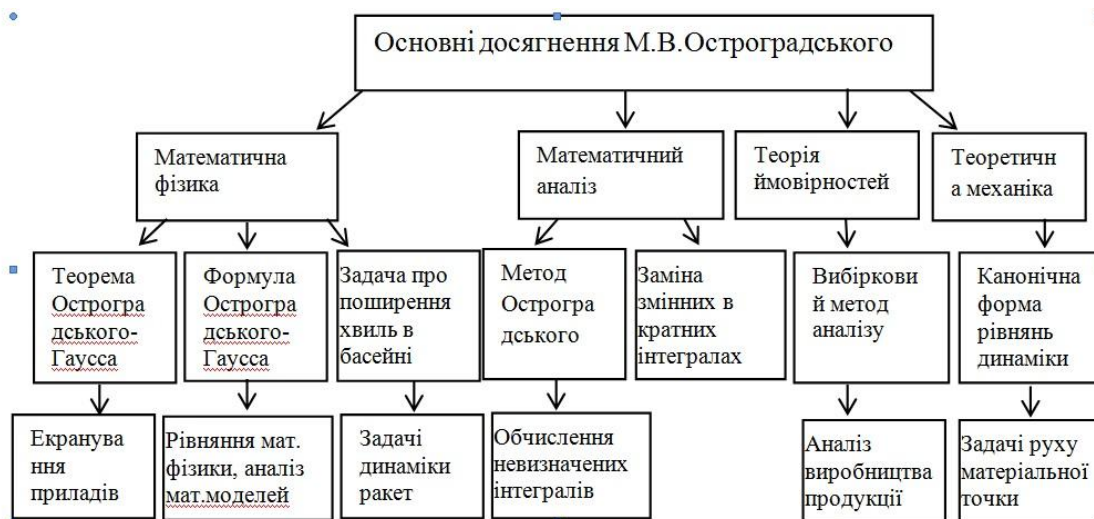 Основні досягнення М.В.Остроградського
Математична
фізика
Математичний
аналіз
Теорія
ймовірностей
Теоретичн
а механіка
Теорема
Острогра
дського-
Гаусса
Формула
Острогра
дського-
Гаусса
Задача про
поширення
хвиль в
басейні
Метод
Острогра
дського
Заміна
змінних в
кратних
інтегралах
Вибіркови
й метод
аналізу
Канонічна
форма
рівнянь
динаміки
Екранува
ння
приладів
Рівняння мат.
фізики, аналіз
мат.моделей
Задачі
динаміки
ракет
Обчислення
невизначених
інтегралів
Аналіз
виробництва
продукції
Задачі руху
матеріальної
точки